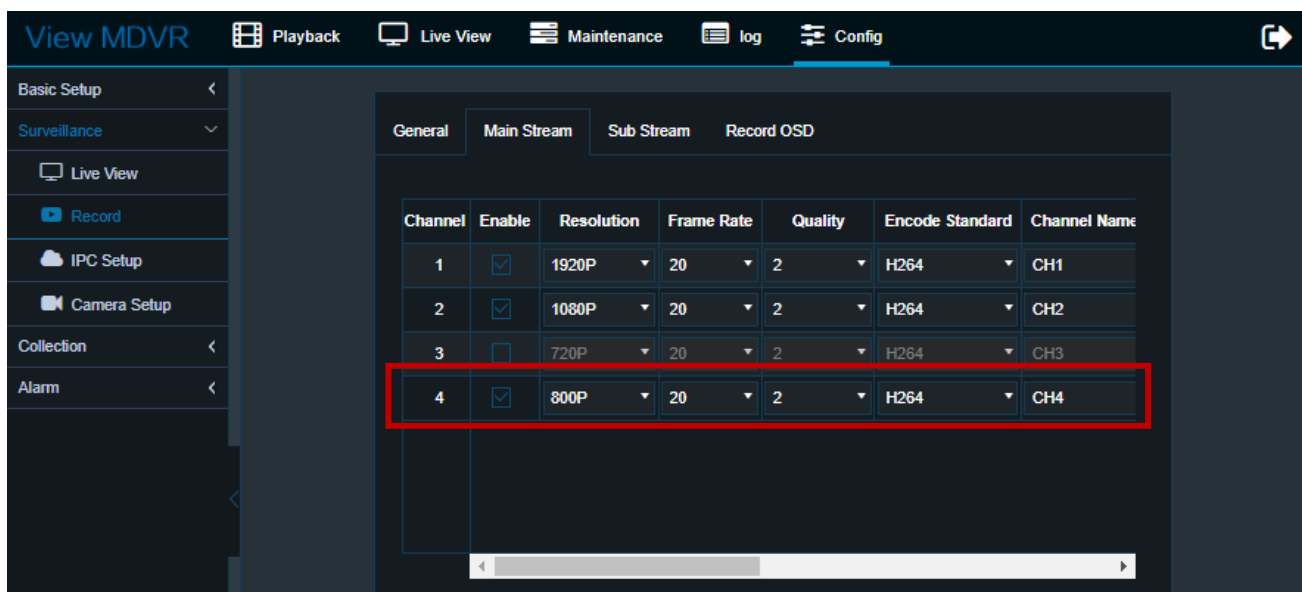 View MDVR Playback Live View Maintenance log Config
Basic Setup
Surveillance
Live View
Record
IPC Setup
Camera Setup
Collection
Alarm
General Main Stream Sub Stream Record OSD
Channel Enable Resolution Frame Rate Quality Encode Standard Channel Name
1 1920P 20 2 H264 CH1
2 1080P 20 2 H264 CH2
3 720P 20 2 H264 CH3
4 800P 20 2 H264 CH4